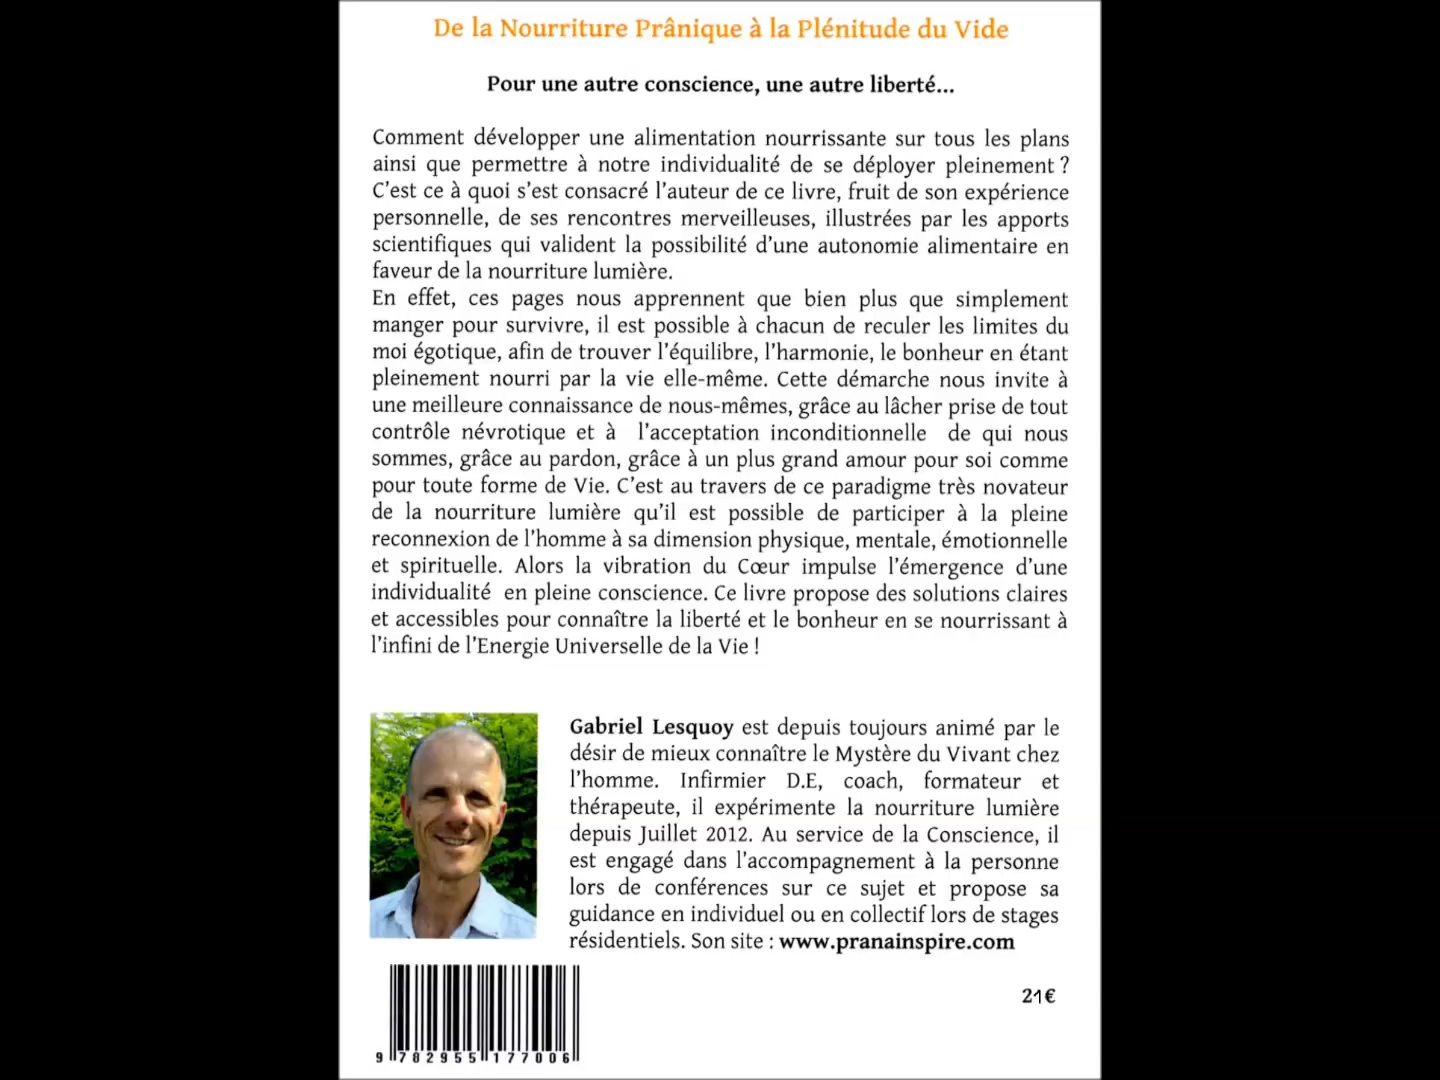 De la Nourriture Prânique à la Plénitude du Vide
Pour une autre conscience, une autre liberté...
Comment développer une alimentation nourrissante sur tous les plans
ainsi que permettre à notre individualité de se déployer pleinement ?
C'est ce à quoi s'est consacré l'auteur de ce livre, fruit de son expérience
personnelle, de ses rencontres merveilleuses, illustrées par les apports
scientifiques qui valident la possibilité d'une autonomie alimentaire en
faveur de la nourriture lumière.
En effet, ces pages nous apprennent que bien plus que simplement
manger pour survivre, il est possible à chacun de reculer les limites du
moi égotique, afin de trouver l'équilibre, l'harmonie, le bonheur en étant
pleinement nourri par la vie elle-même. Cette démarche nous invite à
une meilleure connaissance de nous-mêmes, grâce au lâcher prise de tout
contrôle névrotique et à l'acceptation inconditionnelle de qui nous
sommes, grâce au pardon, grâce à un plus grand amour pour soi comme
pour toute forme de Vie. C'est au travers de ce paradigme très novateur
de la nourriture lumière qu'il est possible de participer à la pleine
reconnexion de l'homme à sa dimension physique, mentale, émotionnelle
et spirituelle. Alors la vibration du Cœur impulse l'émergence d'une
individualité en pleine conscience. Ce livre propose des solutions claires
et accessibles pour connaître la liberté et le bonheur en se nourrissant à
l'infini de l'Energie Universelle de la Vie !
Gabriel Lesquoy est depuis toujours animé par le
désir de mieux connaître le Mystère du Vivant chez
l'homme. Infirmier D.E, coach, formateur et
thérapeute, il expérimente la nourriture lumière
depuis Juillet 2012. Au service de la Conscience, il
est engagé dans l'accompagnement à la personne
lors de conférences sur ce sujet et propose sa
guidance en individuel ou en collectif lors de stages
résidentiels. Son site : www.pranainspire.com
21€
9 782955 177006